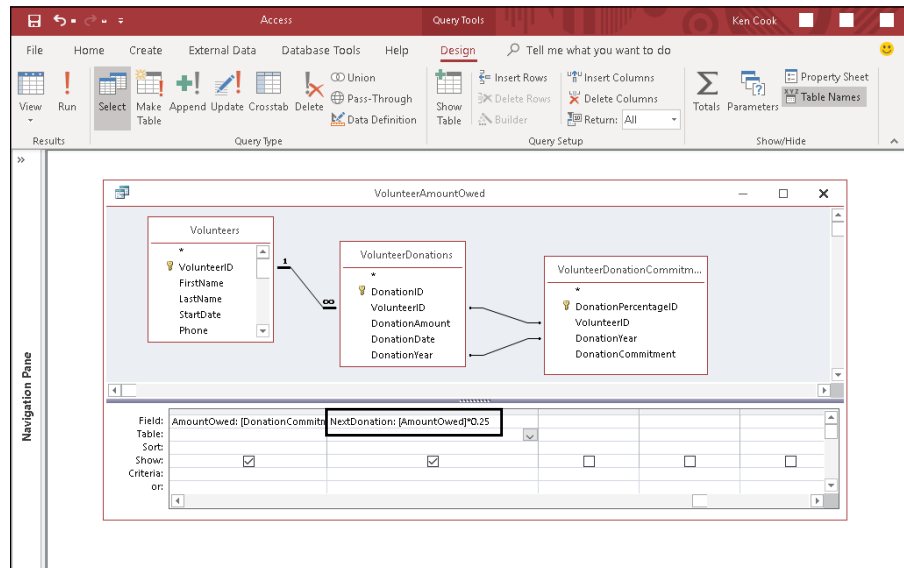 Access
Query Tools
Ken Cook
File Home Create External Data Database Tools Help Design Tell me what you want to do
View
Run
Select
Make Table
Append
Update
Crosstab
Delete
Union
Pass-Through
Data Definition
Show Table
Insert Rows
Delete Rows
Builder
Insert Columns
Delete Columns
Return: All
Totals
Parameters
Property Sheet
XYZ Table Names
Results
Query Type
Query Setup
Show/Hide
»
Navigation Pane
VolunteerAmountOwed
Volunteers
*
VolunteerID
FirstName
LastName
StartDate
Phone
1
∞
VolunteerDonations
*
DonationID
VolunteerID
DonationAmount
DonationDate
DonationYear
VolunteerDonationCommitm...
*
DonationPercentageID
VolunteerID
DonationYear
DonationCommitment
Field: AmountOwed: [DonationCommitn NextDonation: [AmountOwed]*0.25
Table:
Sort:
Show:
Criteria:
or: